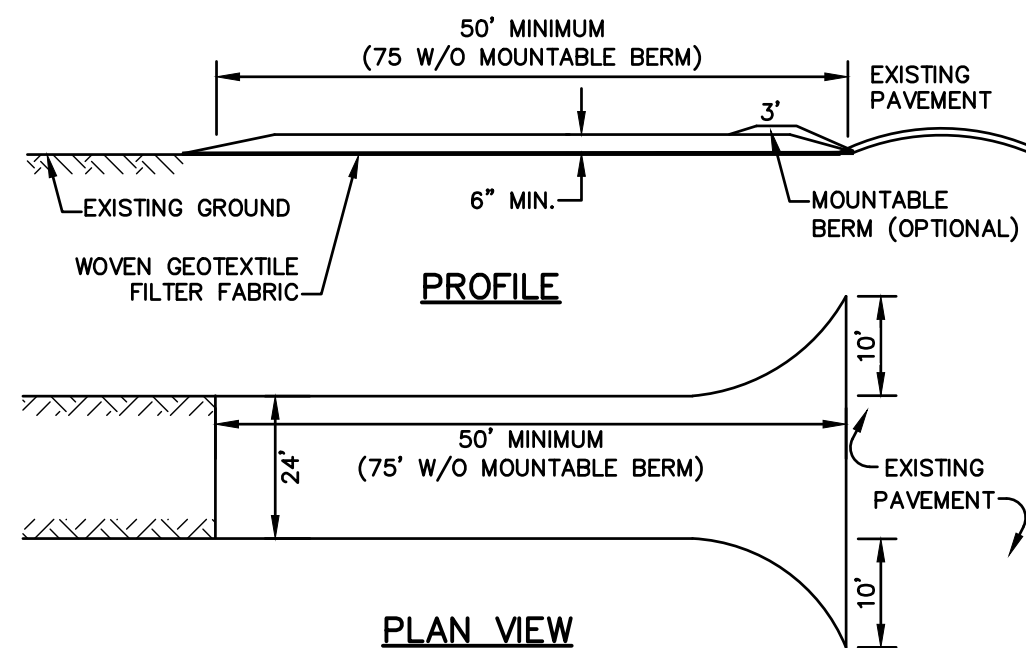 50' MINIMUM
(75 W/O MOUNTABLE BERM)
EXISTING
PAVEMENT
3'
6" MIN.
EXISTING GROUND
MOUNTABLE
BERM (OPTIONAL)
WOVEN GEOTEXTILE
FILTER FABRIC
PROFILE
10'
24'
50' MINIMUM
(75' W/O MOUNTABLE BERM)
EXISTING
PAVEMENT
10'
PLAN VIEW